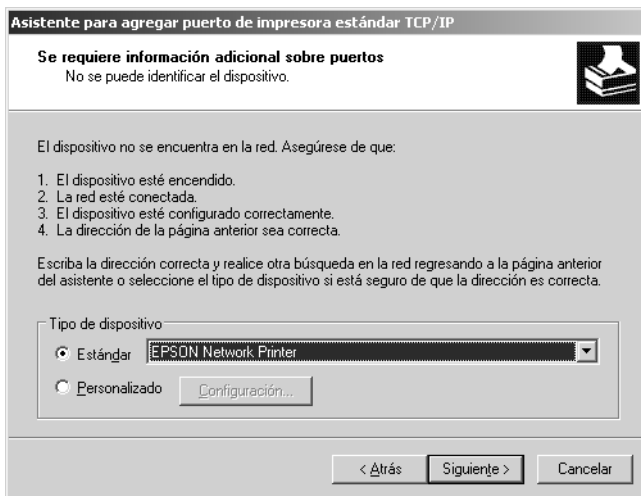 Asistente para agregar puerto de impresora estándar TCP/IP
Se requiere información adicional sobre puertos
No se puede identificar el dispositivo.
El dispositivo no se encuentra en la red. Asegúrese de que:
1. El dispositivo esté encendido.
2. La red esté conectada.
3. El dispositivo esté configurado correctamente.
4. La dirección de la página anterior sea correcta.
Escriba la dirección correcta y realice otra búsqueda en la red regresando a la página anterior
del asistente o seleccione el tipo de dispositivo si está seguro de que la dirección es correcta.
Tipo de dispositivo
Estándar EPSON Network Printer
Personalizado Configuración...
< Atrás Siguiente > Cancelar